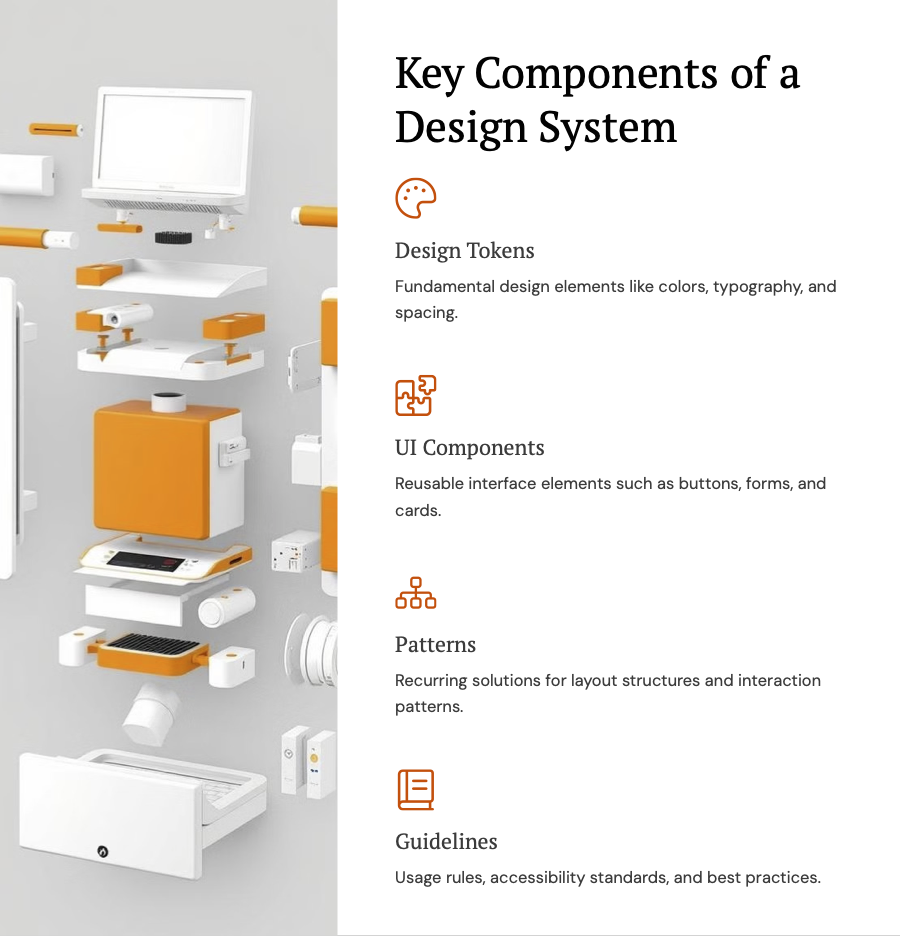 Key Components of a
Design System
Design Tokens
Fundamental design elements like colors, typography, and
spacing.
UI Components
Reusable interface elements such as buttons, forms, and
cards.
Patterns
Recurring solutions for layout structures and interaction
patterns.
Guidelines
Usage rules, accessibility standards, and best practices.